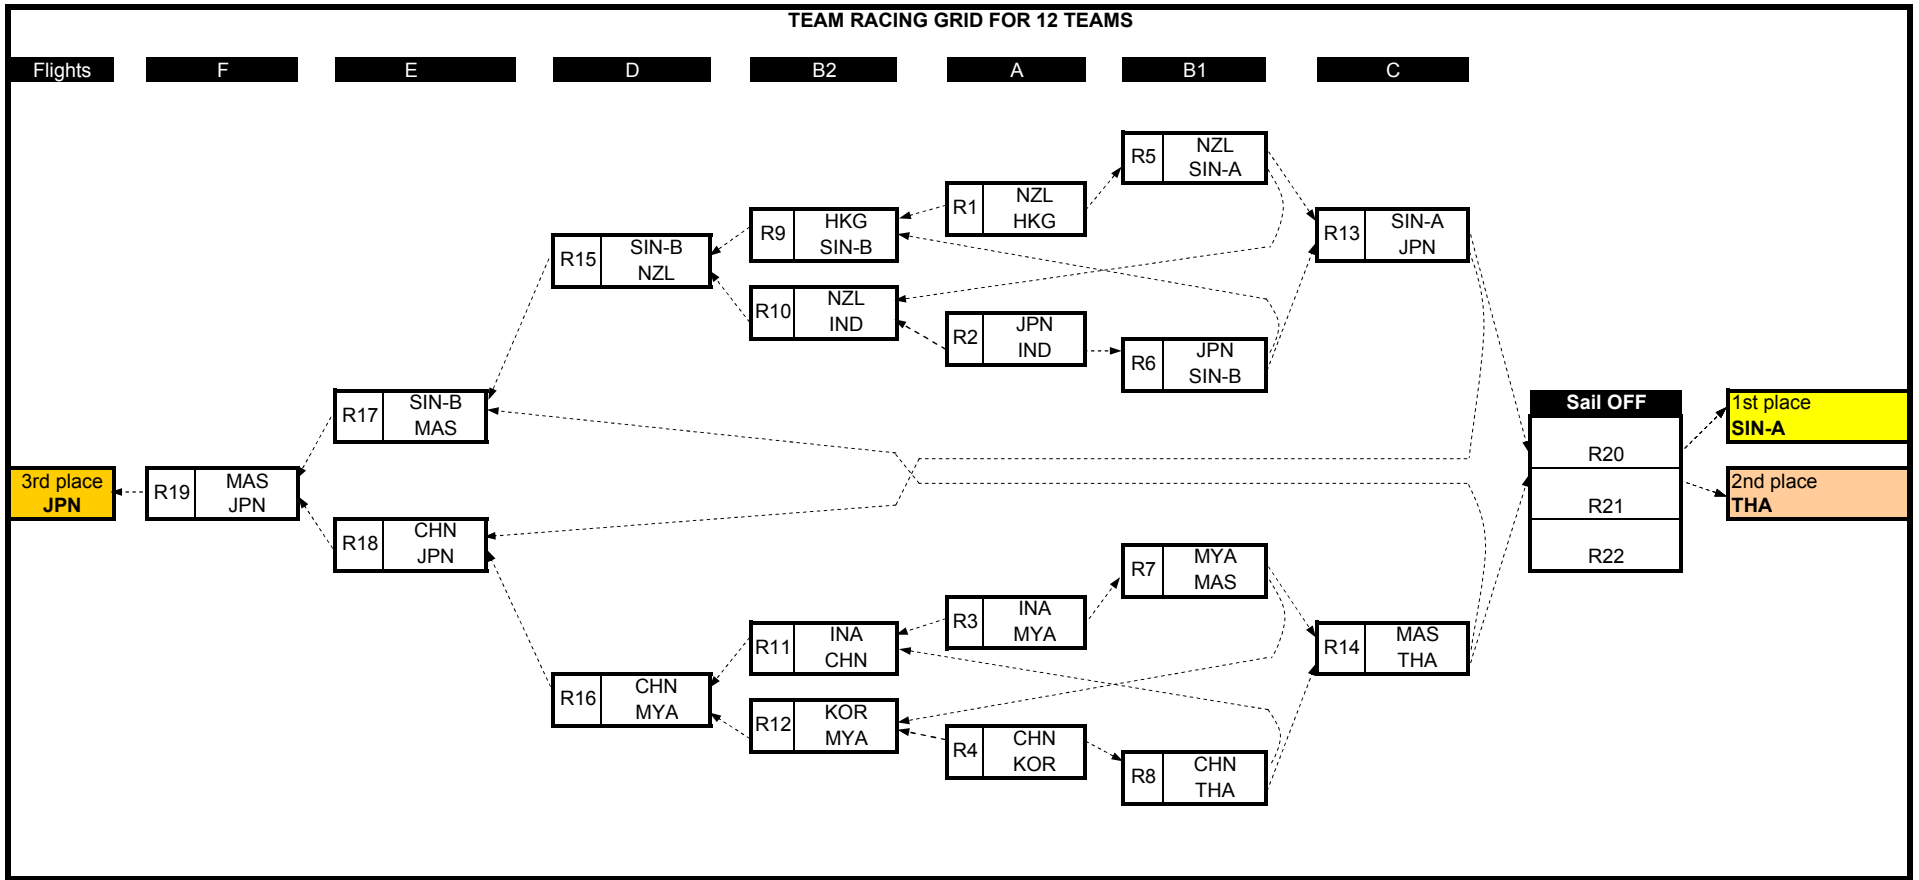 TEAM RACING GRID FOR 12 TEAMS
Flights
F
E
D
B2
A
B1
C
R5
NZL
SIN-A
R1
NZL
HKG
R9
HKG
SIN-B
R13
SIN-A
JPN
R15
SIN-B
NZL
R10
NZL
IND
R2
JPN
IND
R6
JPN
SIN-B
R17
SIN-B
MAS
Sail OFF
1st place
SIN-A
R20
3rd place
JPN
R19
MAS
JPN
2nd place
THA
R21
R18
CHN
JPN
R22
R7
MYA
MAS
R3
INA
MYA
R11
INA
CHN
R14
MAS
THA
R16
CHN
MYA
R12
KOR
MYA
R4
CHN
KOR
R8
CHN
THA